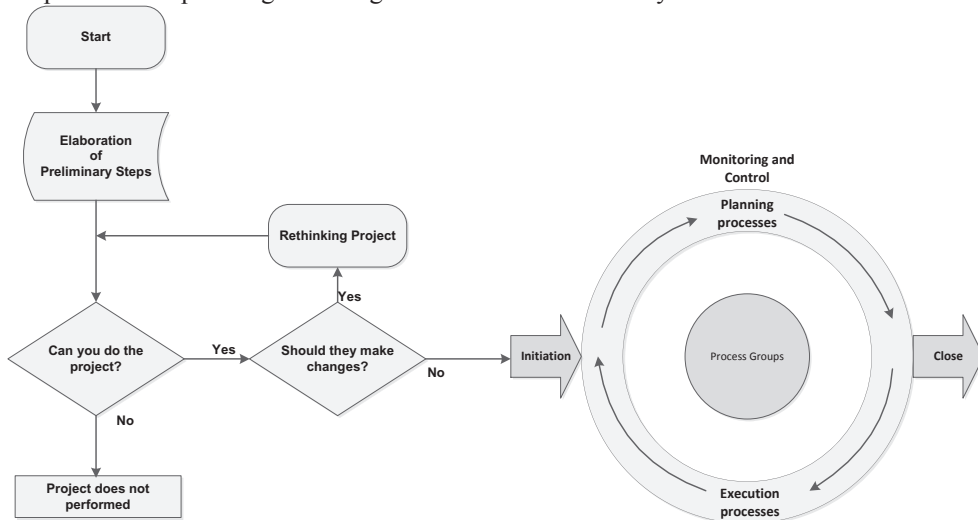 Start
Elaboration
of
Preliminary Steps
Rethinking Project
Yes
Can you do the
project?
Yes
Should they make
changes?
No
No
Project does not
performed
Initiation
Monitoring and
Control
Planning
processes
Process Groups
Execution
processes
Close